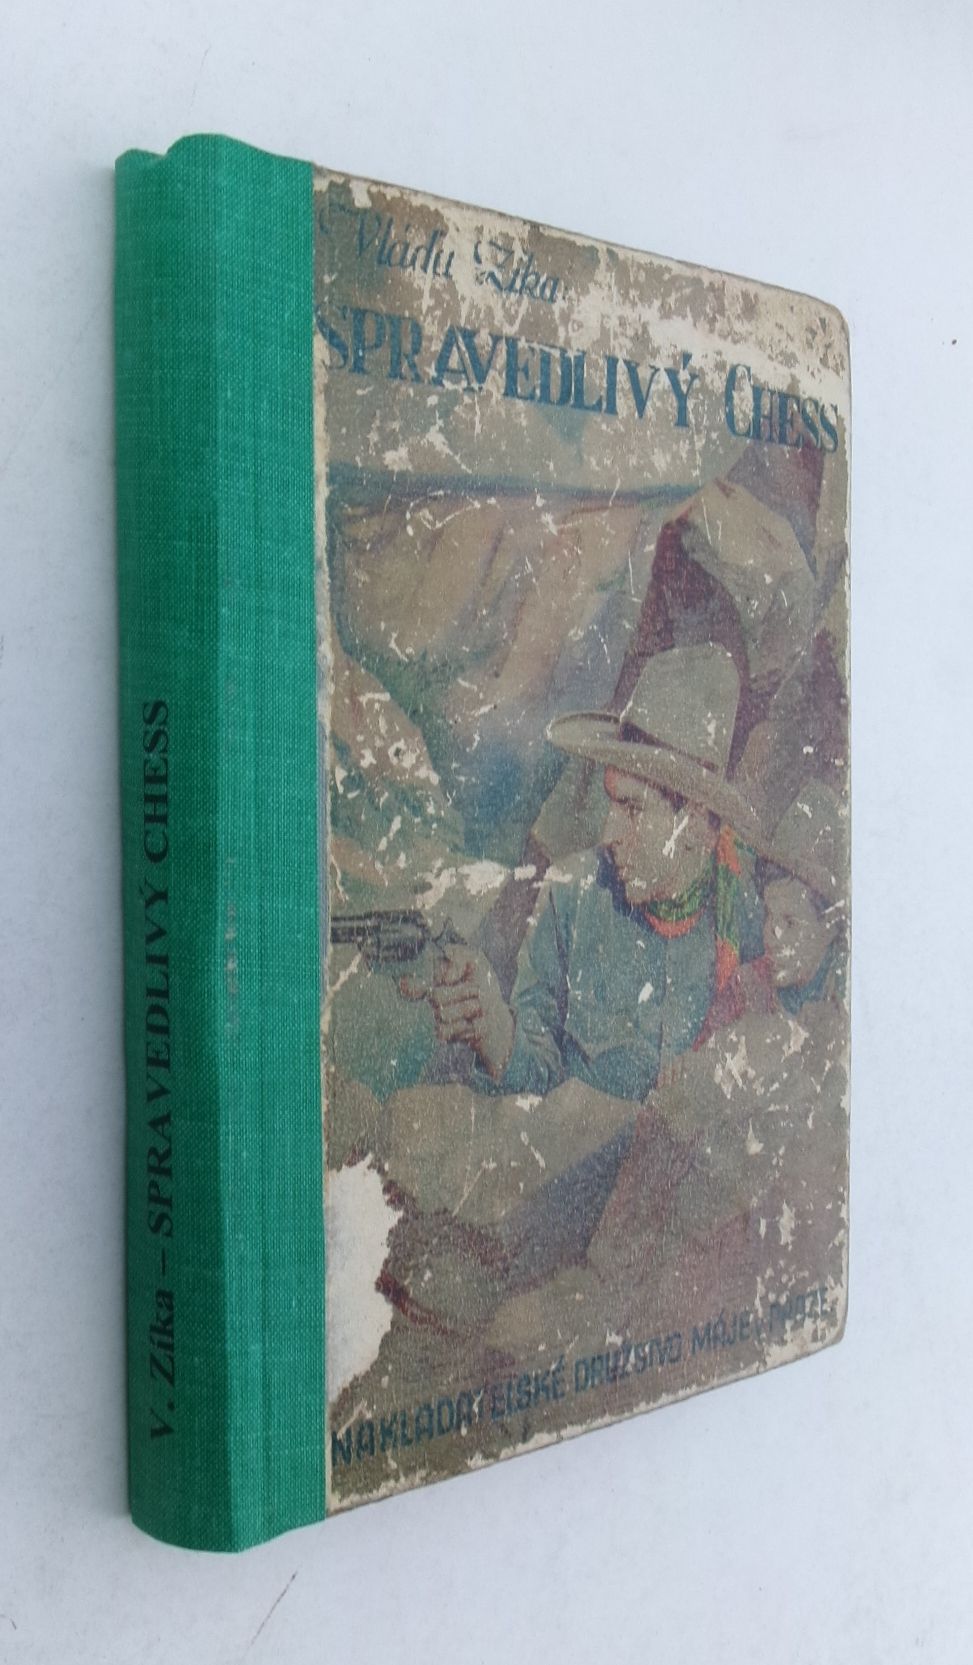 V. Zíka – SPRAVEDLIVÝ CHESS
Vláďa Zíka
SPRAVEDLIVÝ CHESS
NAKLADATELSKÉ DRUŽSTVO MÁJE V PRAZE